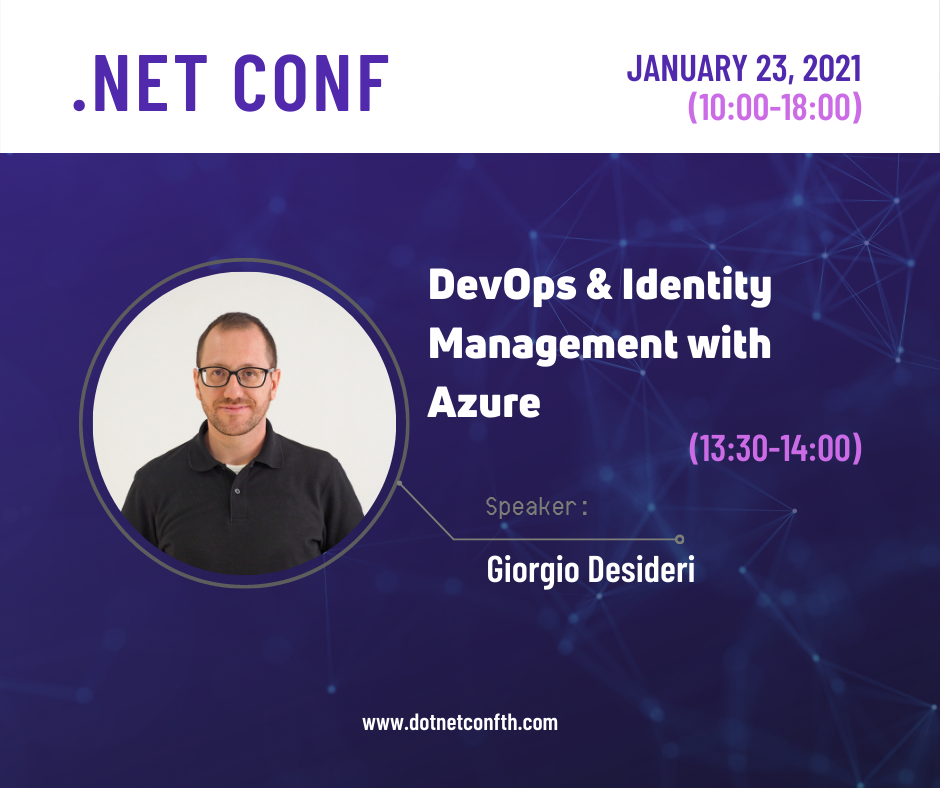 .NET CONF
JANUARY 23, 2021
(10:00-18:00)
DevOps & Identity
Management with
Azure
(13:30-14:00)
Speaker:
Giorgio Desideri
www.dotnetconfth.com